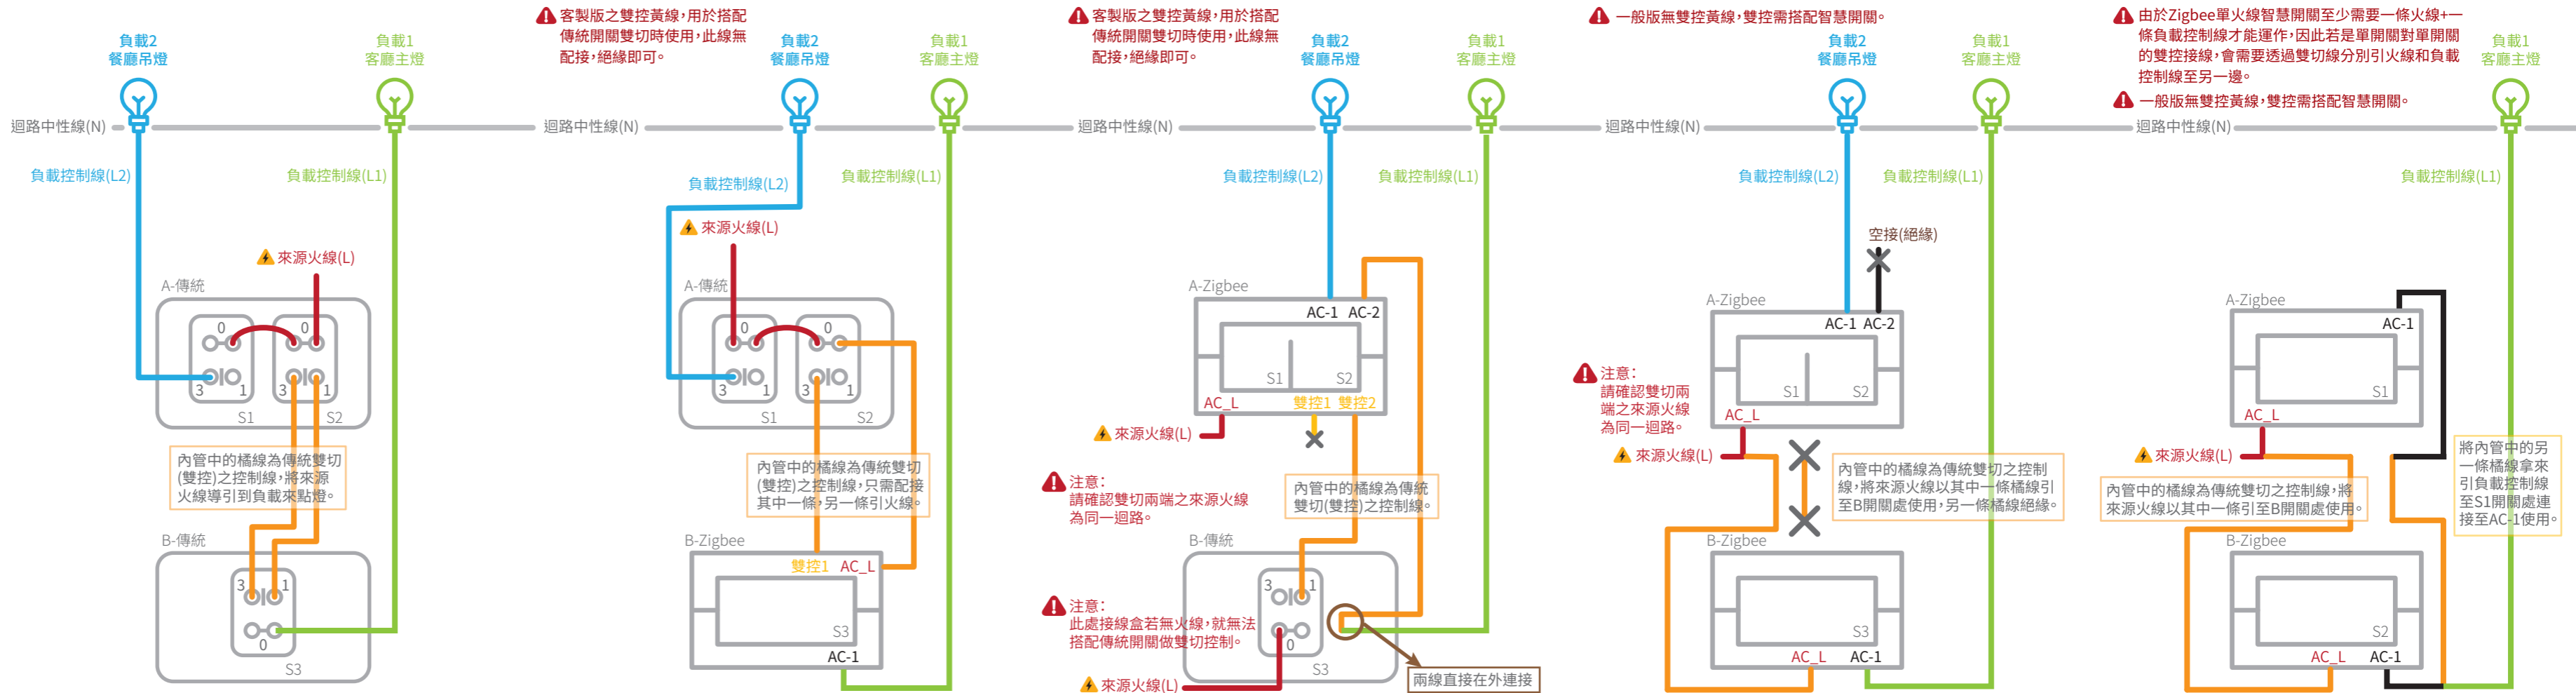 負載2
餐廳吊燈
負載1
客廳主燈
迴路中性線(N)
負載控制線(L2)
負載控制線(L1)
來源火線(L)
A-傳統
0
0
3
1
3
1
S1
S2
內管中的橘線為傳統雙切
(雙控)之控制線,將來源
火線導引到負載來點燈。
B-傳統
3
1
0
S3
客製版之雙控黃線,用於搭配
傳統開關雙切時使用,此線無
配接,絕緣即可。
負載2
餐廳吊燈
負載1
客廳主燈
迴路中性線(N)
負載控制線(L2)
負載控制線(L1)
來源火線(L)
A-傳統
0
0
3
1
3
1
S1
S2
內管中的橘線為傳統雙切
(雙控)之控制線,只需配接
其中一條,另一條引火線。
B-Zigbee
雙控1
AC_L
S3
AC-1
客製版之雙控黃線,用於搭配
傳統開關雙切時使用,此線無
配接,絕緣即可。
負載2
餐廳吊燈
負載1
客廳主燈
迴路中性線(N)
負載控制線(L2)
負載控制線(L1)
A-Zigbee
AC-1
AC-2
S1
S2
AC_L
雙控1
雙控2
來源火線(L)
注意:
請確認雙切兩端之來源火線
為同一迴路。
內管中的橘線為傳統
雙切(雙控)之控制線。
B-傳統
注意:
此處接線盒若無火線,就無法
搭配傳統開關做雙切控制。
3
1
0
S3
來源火線(L)
兩線直接在外連接
一般版無雙控黃線,雙控需搭配智慧開關。
負載2
餐廳吊燈
負載1
客廳主燈
迴路中性線(N)
負載控制線(L2)
負載控制線(L1)
空接(絕緣)
A-Zigbee
AC-1
AC-2
S1
S2
AC_L
注意:
請確認雙切兩
端之來源火線
為同一迴路。
來源火線(L)
內管中的橘線為傳統雙切之控制
線,將來源火線以其中一條橘線引
至B開關處使用,另一條橘線絕緣。
B-Zigbee
S3
AC_L
AC-1
由於Zigbee單火線智慧開關至少需要一條火線+一
條負載控制線才能運作,因此若是單開關對單開關
的雙控接線,會需要透過雙切線分別引火線和負載
控制線至另一邊。
一般版無雙控黃線,雙控需搭配智慧開關。
負載1
客廳主燈
迴路中性線(N)
負載控制線(L1)
A-Zigbee
AC-1
S1
AC_L
來源火線(L)
內管中的橘線為傳統雙切之控制線,將
來源火線以其中一條引至B開關處使用。
將內管中的另
一條橘線拿來
引負載控制線
至S1開關處連
接至AC-1使用。
B-Zigbee
S2
AC_L
AC-1